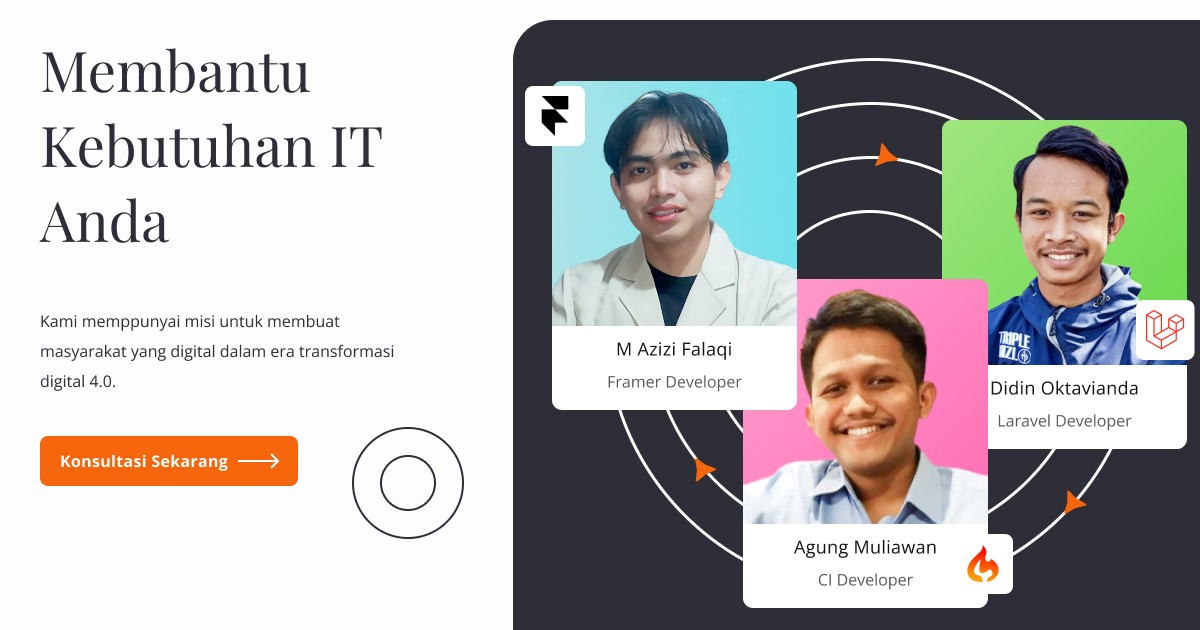 Membantu
Kebutuhan IT
Anda
Kami memppunyai misi untuk membuat
masyarakat yang digital dalam era transformasi
digital 4.0.
Konsultasi Sekarang
M Azizi Falaqi
Framer Developer
TRIPLE
Didin Oktavianda
Laravel Developer
Agung Muliawan
CI Developer